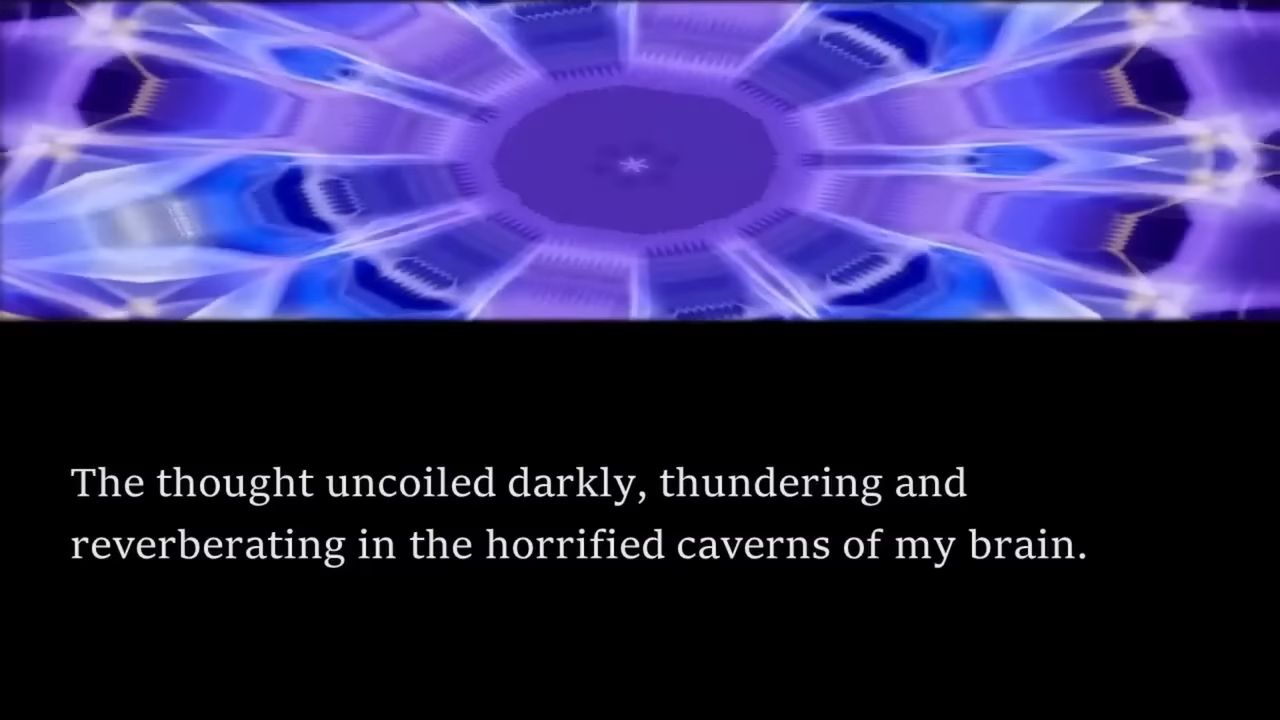 The thought uncoiled darkly, thundering and
reverberating in the horrified caverns of my brain.